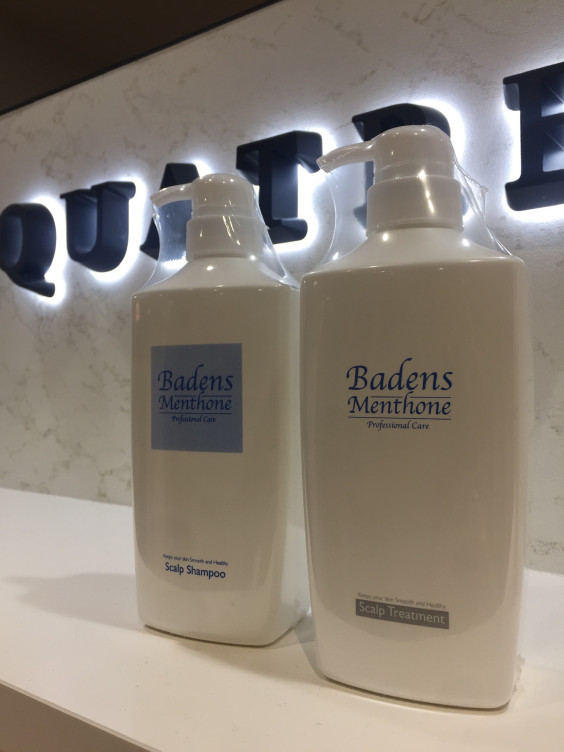 QUATRE
Badens
Menthone
Professional Care
Keeps your skin Smooth and Healthy
Scalp Shampoo
Badens
Menthone
Professional Care
Keeps your skin Smooth and Healthy
Scalp Treatment